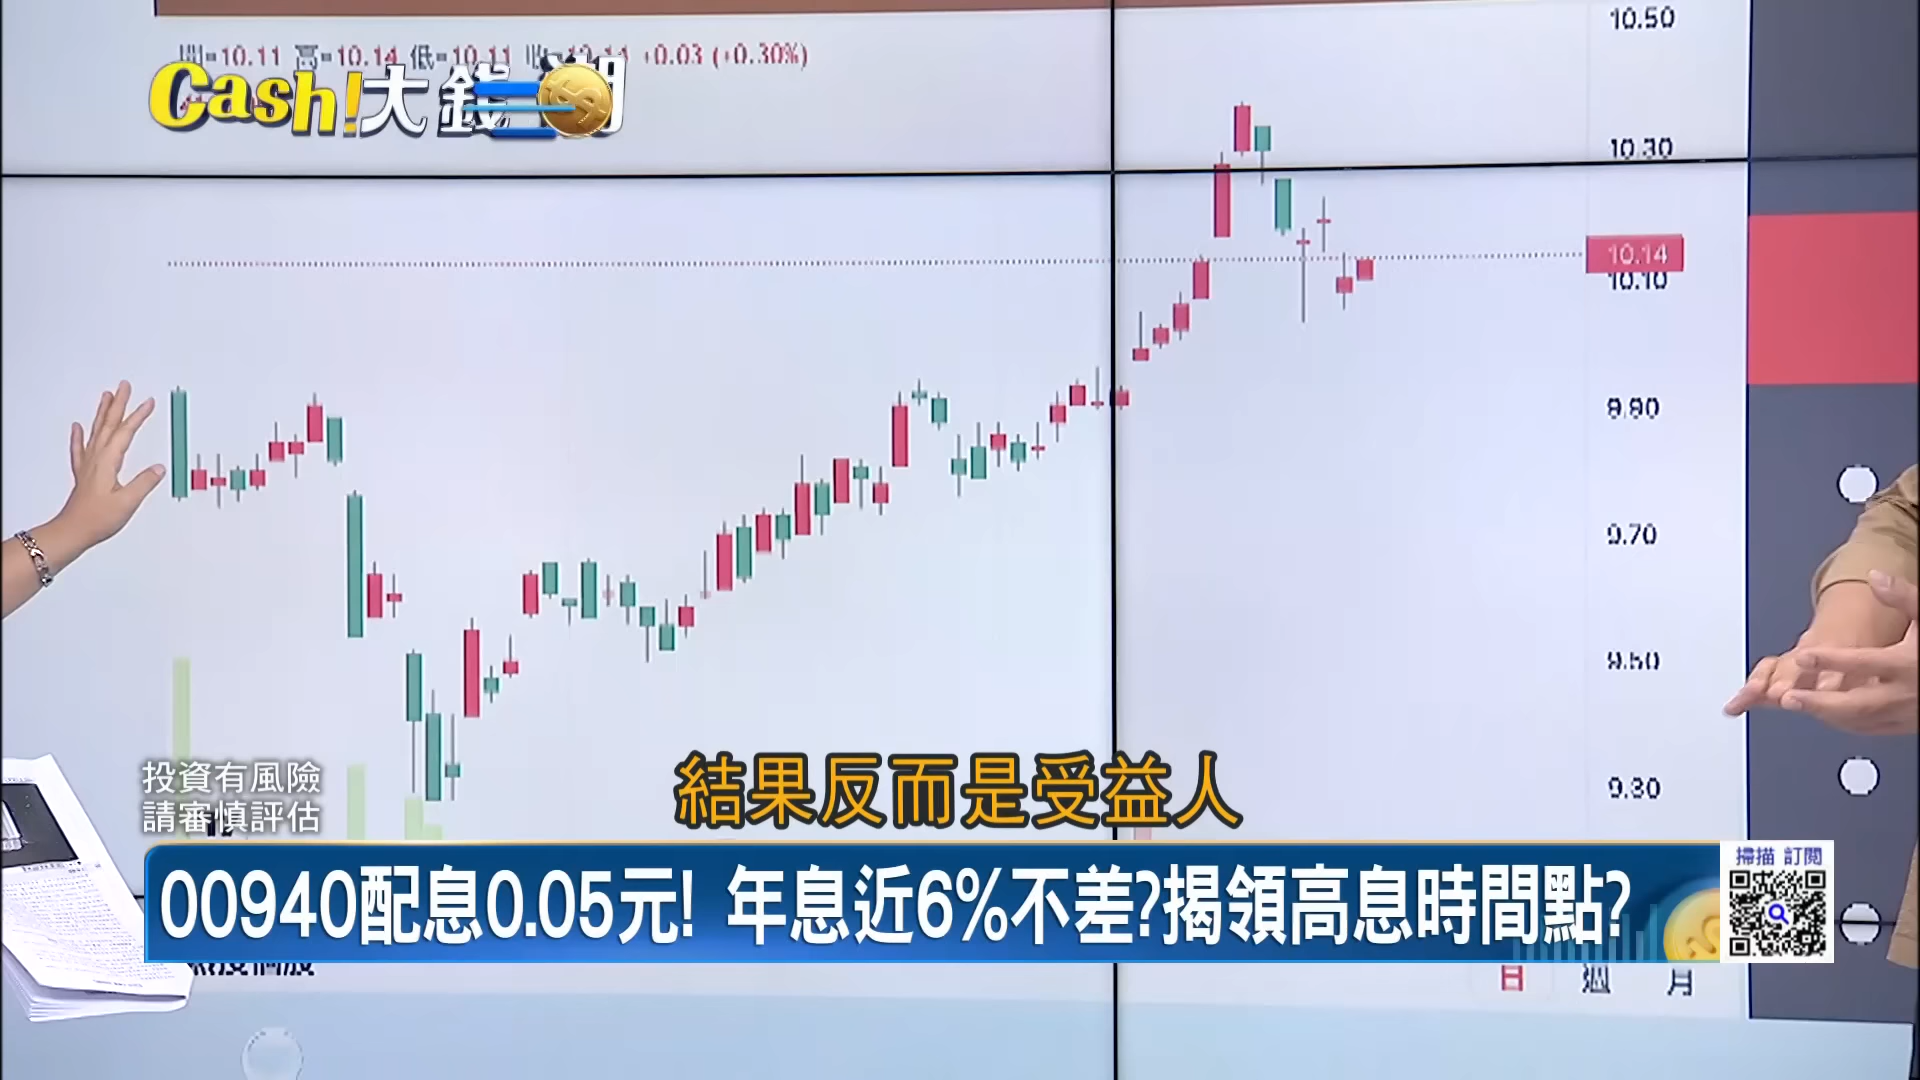 10.50
開=10.11 高=10.14 低=10.11 收=10.14 +0.03 (+0.30%)
Cash!大錢潮
10.30
10.14
10.10
9.90
9.70
9.50
9.30
投資有風險
請審慎評估
結果反而是受益人
00940配息0.05元! 年息近6%不差?揭領高息時間點?
掃描 訂閱
日 週 月